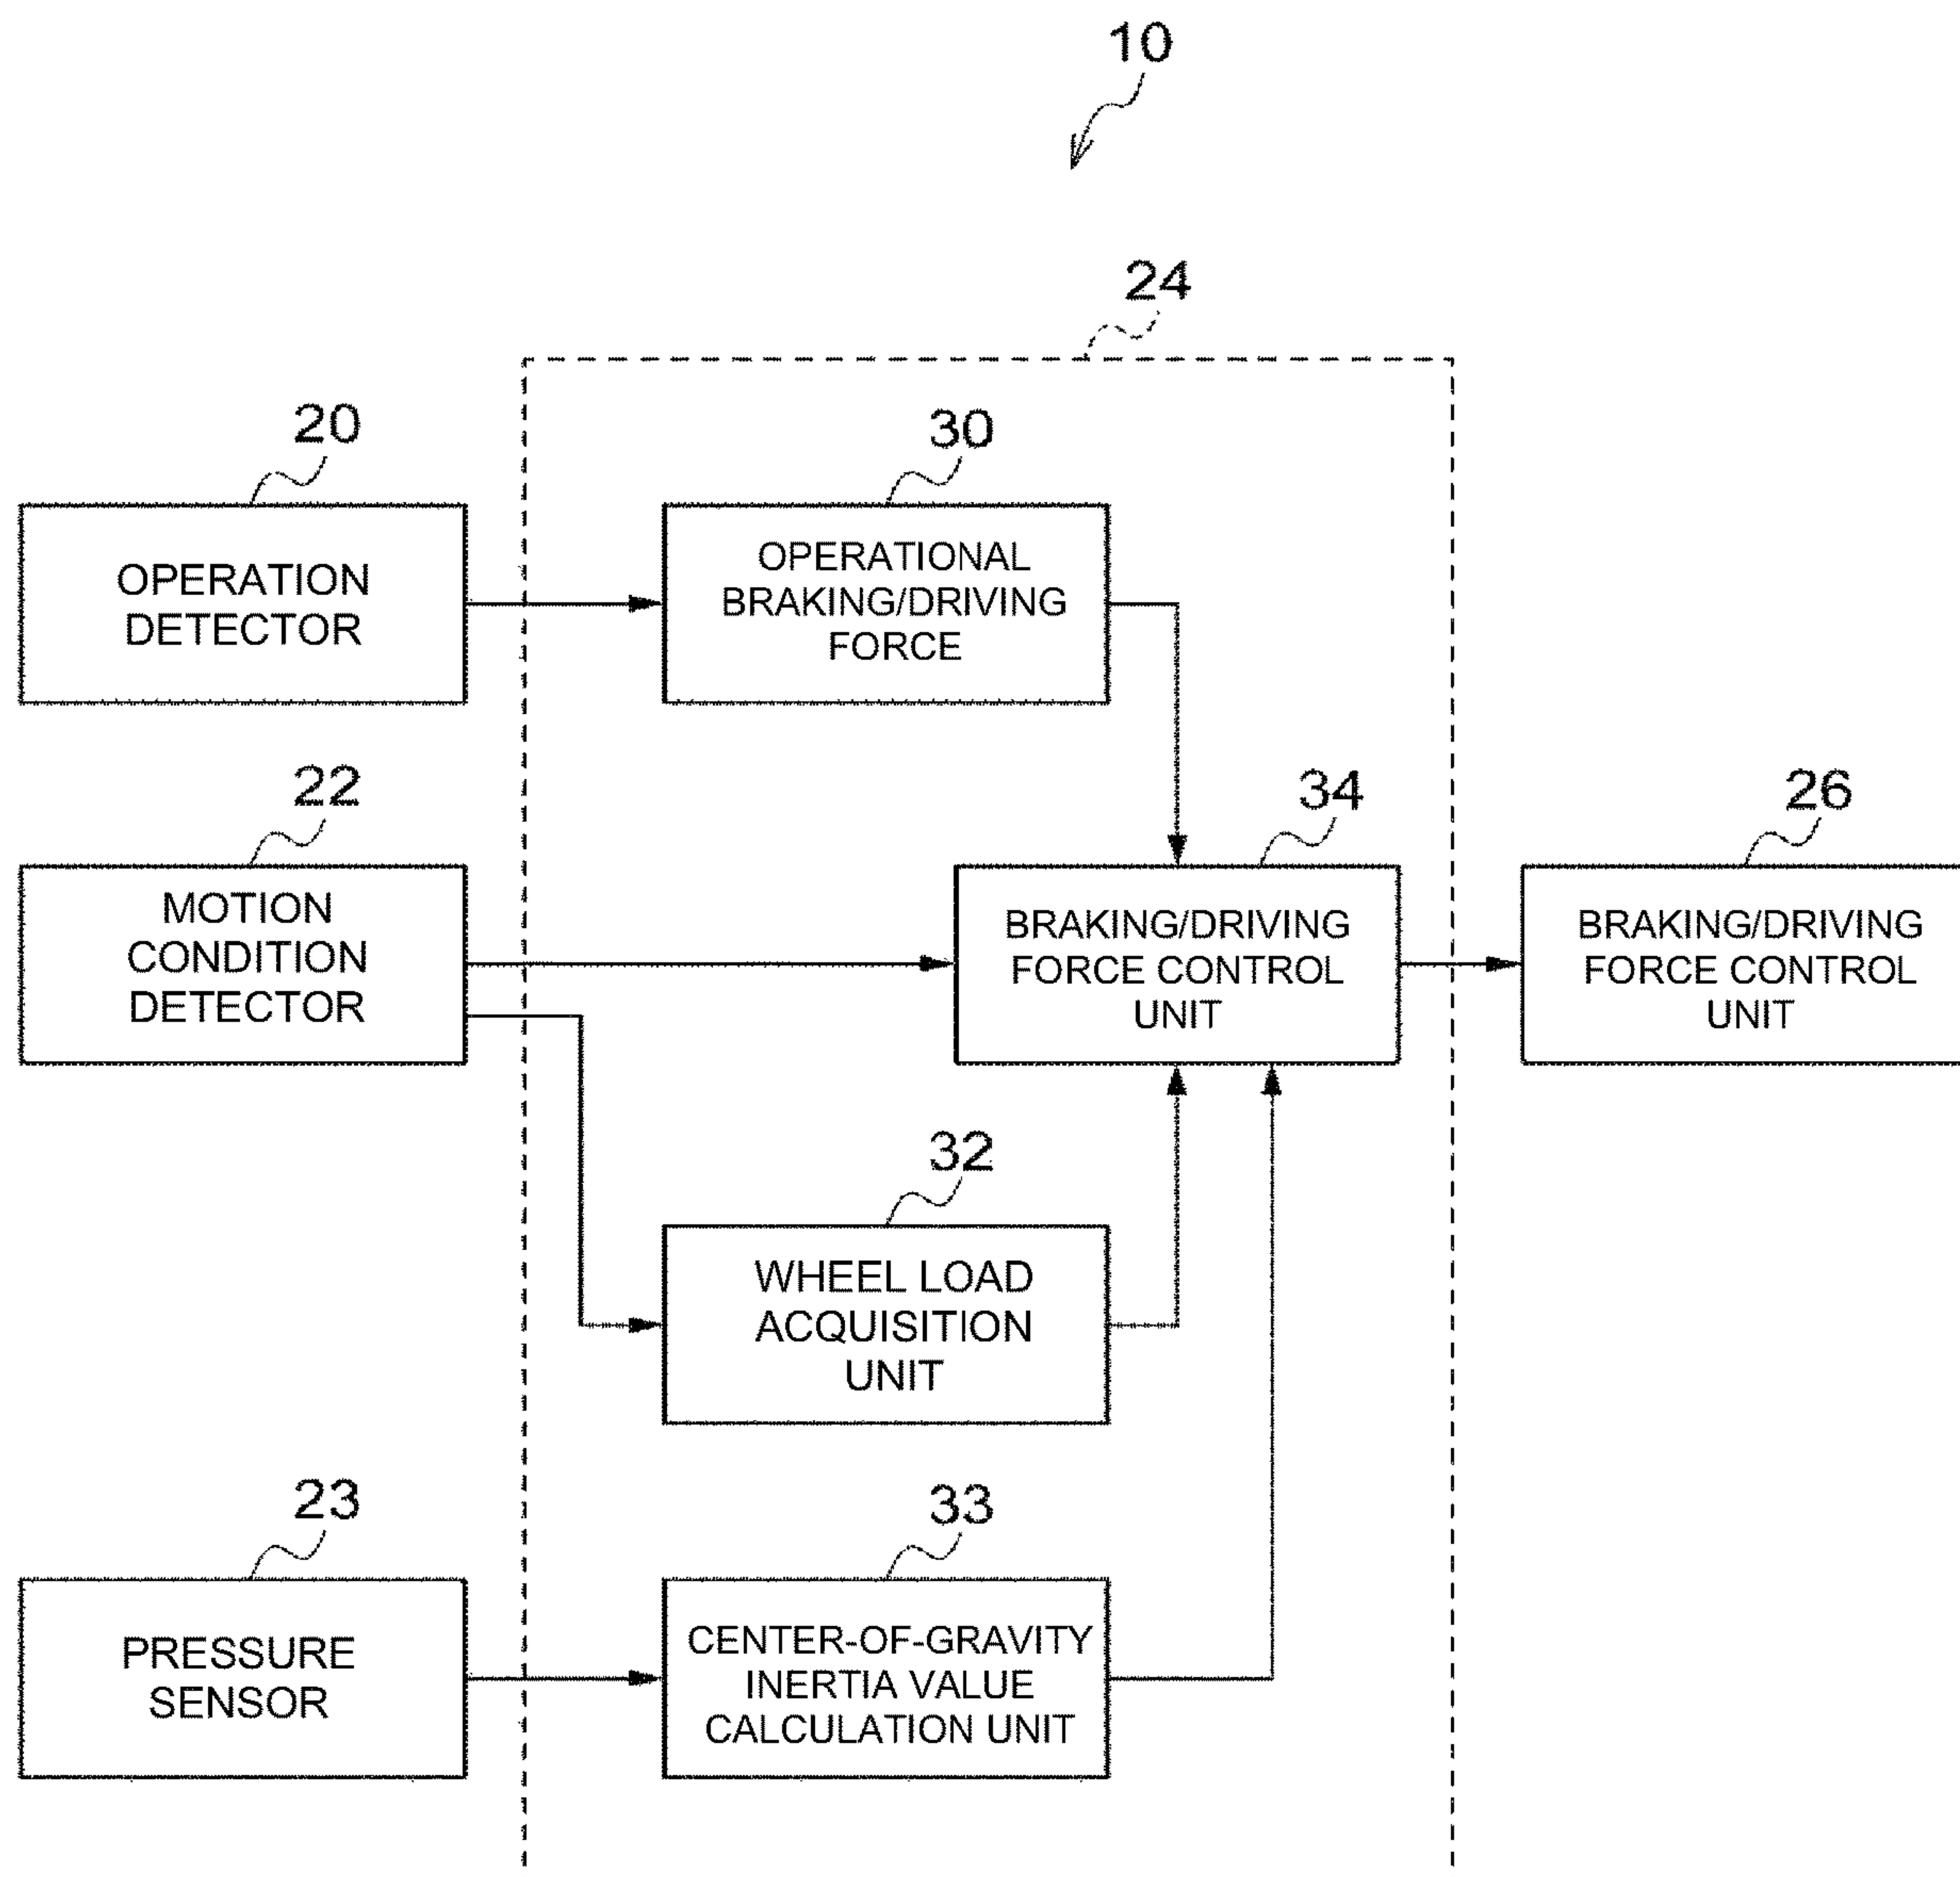 10
24
20
30
OPERATION
DETECTOR
OPERATIONAL
BRAKING/DRIVING
FORCE
22
34
26
MOTION
CONDITION
DETECTOR
BRAKING/DRIVING
FORCE CONTROL
UNIT
BRAKING/DRIVING
FORCE CONTROL
UNIT
32
WHEEL LOAD
ACQUISITION
UNIT
23
33
PRESSURE
SENSOR
CENTER-OF-GRAVITY
INERTIA VALUE
CALCULATION UNIT